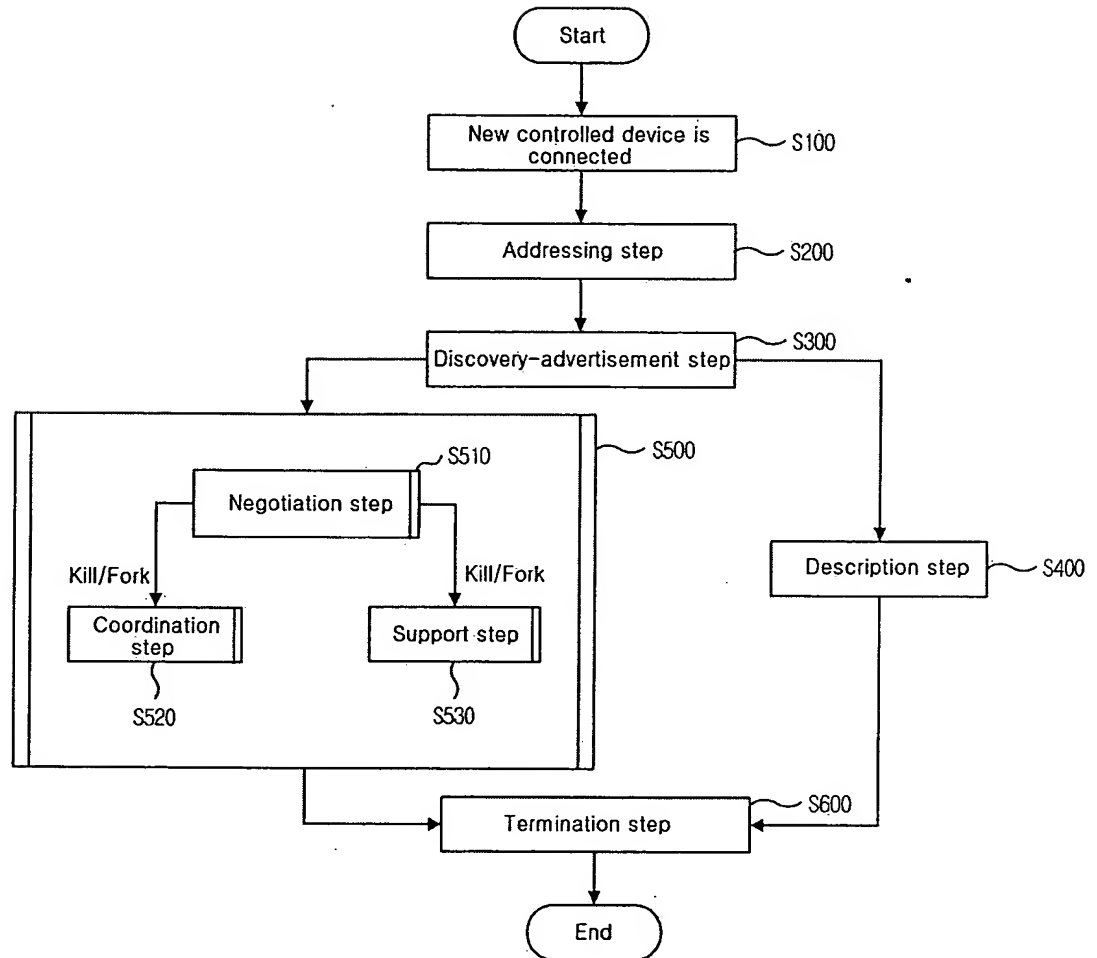 Start
New controlled device is
connected
S100
Addressing step
S200
S300
Discovery-advertisement step
S500
S510
Negotiation step
Kill/Fork
Kill/Fork
Description step
S400
Coordination
step
Support step
S520
S530
S600
Termination step
End